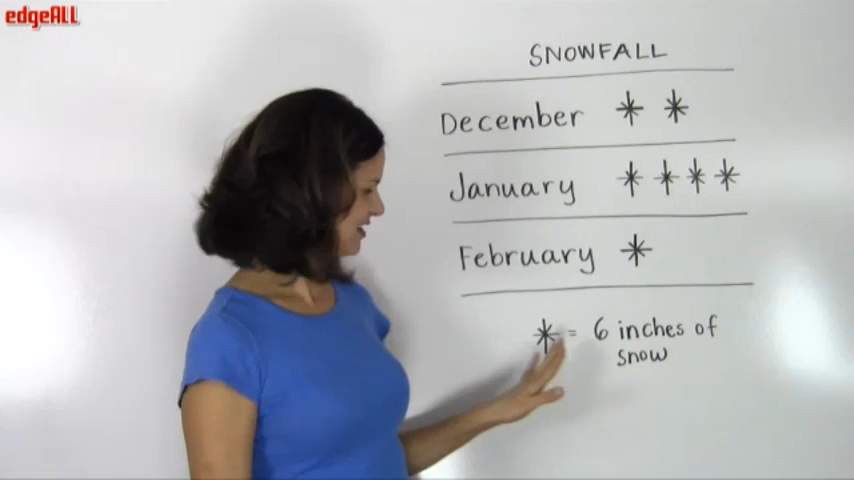 edgeALL
SNOWFALL
December * *
January * * * *
February *
* = 6 inches of
snow